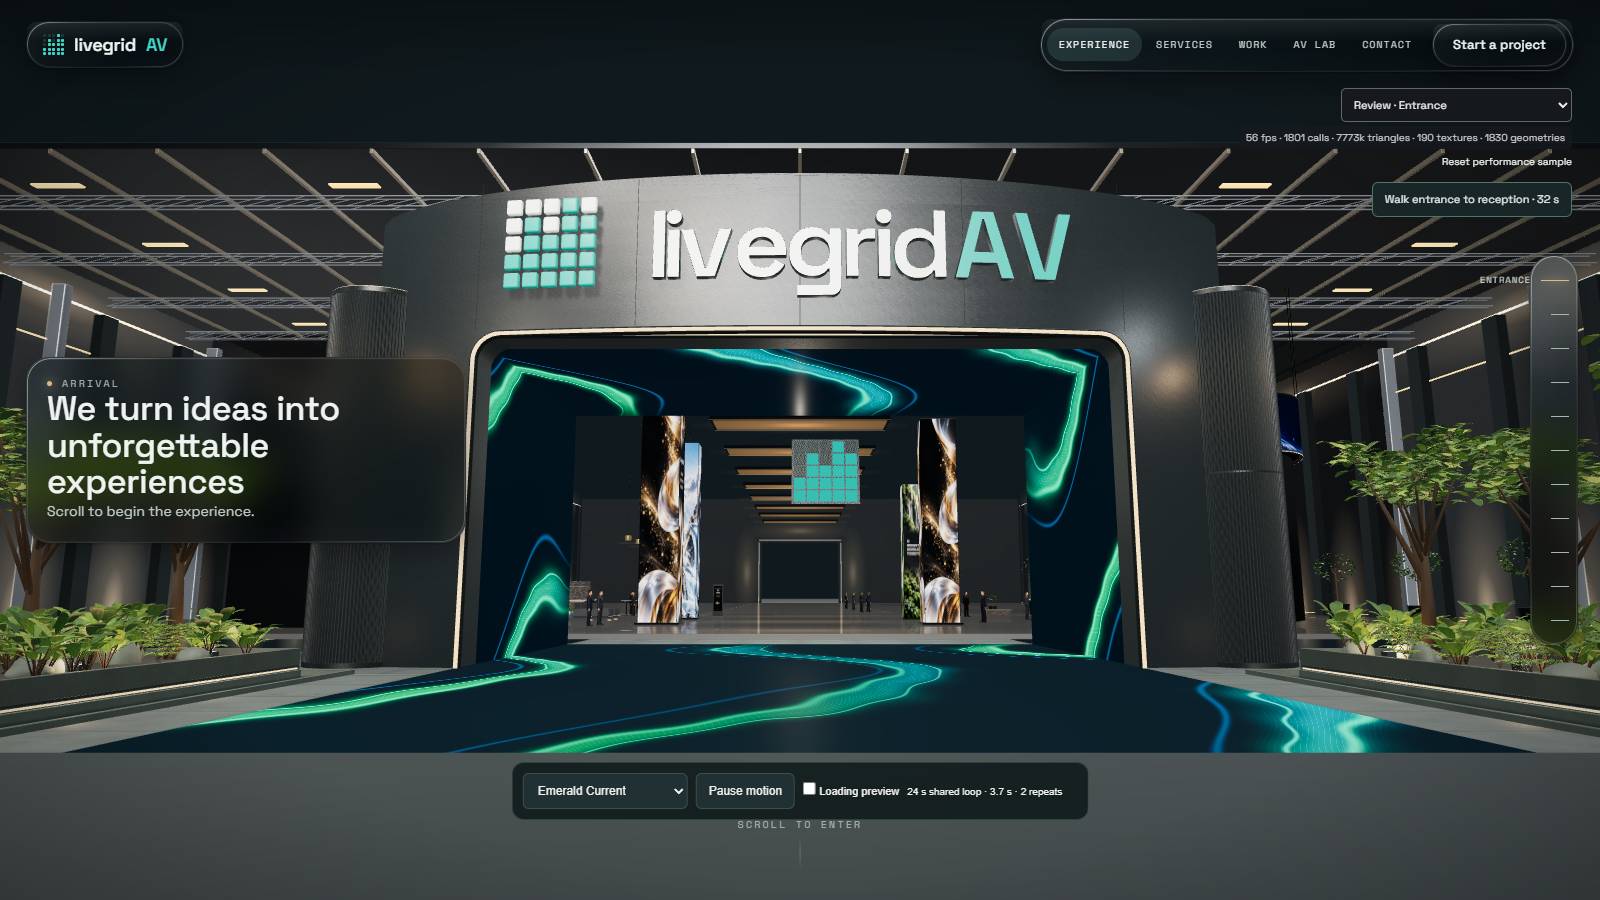 livegrid AV
EXPERIENCE SERVICES WORK AV LAB CONTACT Start a project
Review · Entrance
56 fps · 1801 calls · 7773k triangles · 190 textures · 1830 geometries
Reset performance sample
Walk entrance to reception · 32 s
livegrid AV
ENTRANCE
ARRIVAL
We turn ideas into
unforgettable
experiences
Scroll to begin the experience.
Emerald Current Pause motion Loading preview 24 s shared loop · 3.7 s · 2 repeats
SCROLL TO ENTER